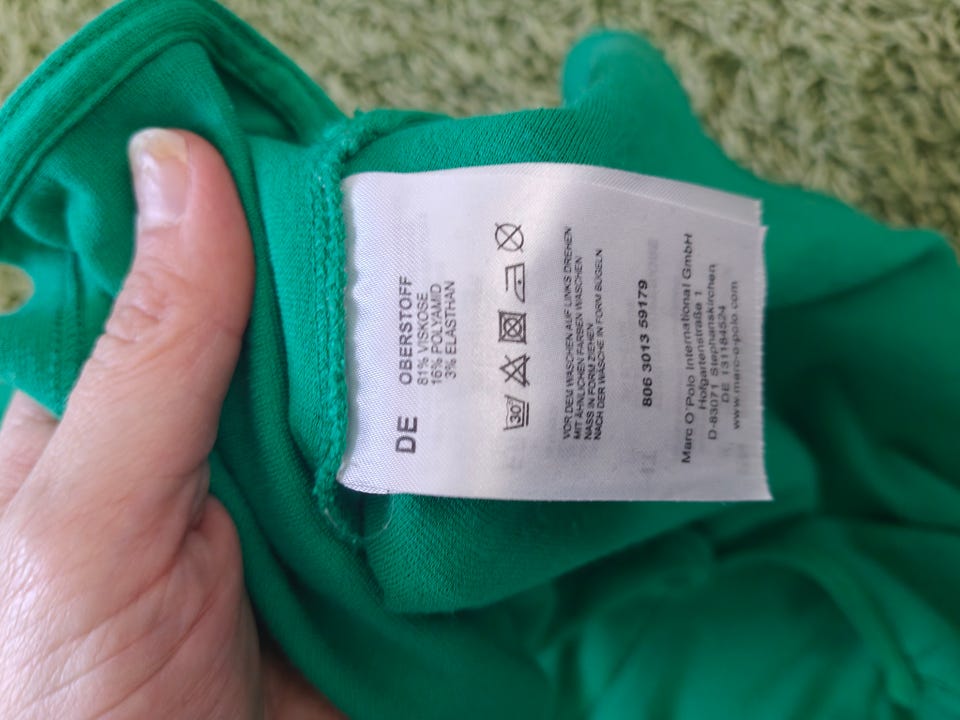 DE OBERSTOFF
81% VISKOSE
16% POLYAMID
3% ELASTHAN
30
VOR DEM WASCHEN AUF LINKS DREHEN
MIT ÄHNLICHEN FARBEN WASCHEN
NASS IN FORM ZIEHEN
NACH DER WÄSCHE IN FORM BÜGELN
806 3013 59179
Marc O'Polo International GmbH
Hofgartenstraße 1
D-83071 Stephanskirchen
DE 131184524
www.marc-o-polo.com